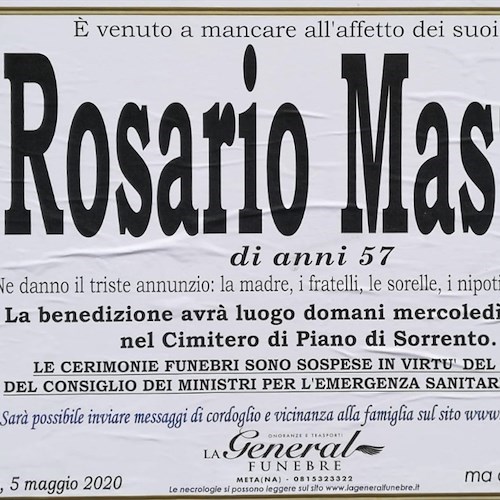 È venuto a mancare all'affetto dei suoi
Rosario Mas
di anni 57
Ne danno il triste annunzio: la madre, i fratelli, le sorelle, i nipoti
La benedizione avrà luogo domani mercoledi
nel Cimitero di Piano di Sorrento.
LE CERIMONIE FUNEBRI SONO SOSPESE IN VIRTU' DEL
DEL CONSIGLIO DEI MINISTRI PER L'EMERGENZA SANITAR
Sarà possibile inviare messaggi di cordoglio e vicinanza alla famiglia sul sito www.
ONORANZE E TRASPORTI
LA General
FUNEBRE
META(NA) - 0815323322
, 5 maggio 2020
Le necrologie si possono leggere sul sito www.lageneralfunebre.it
ma